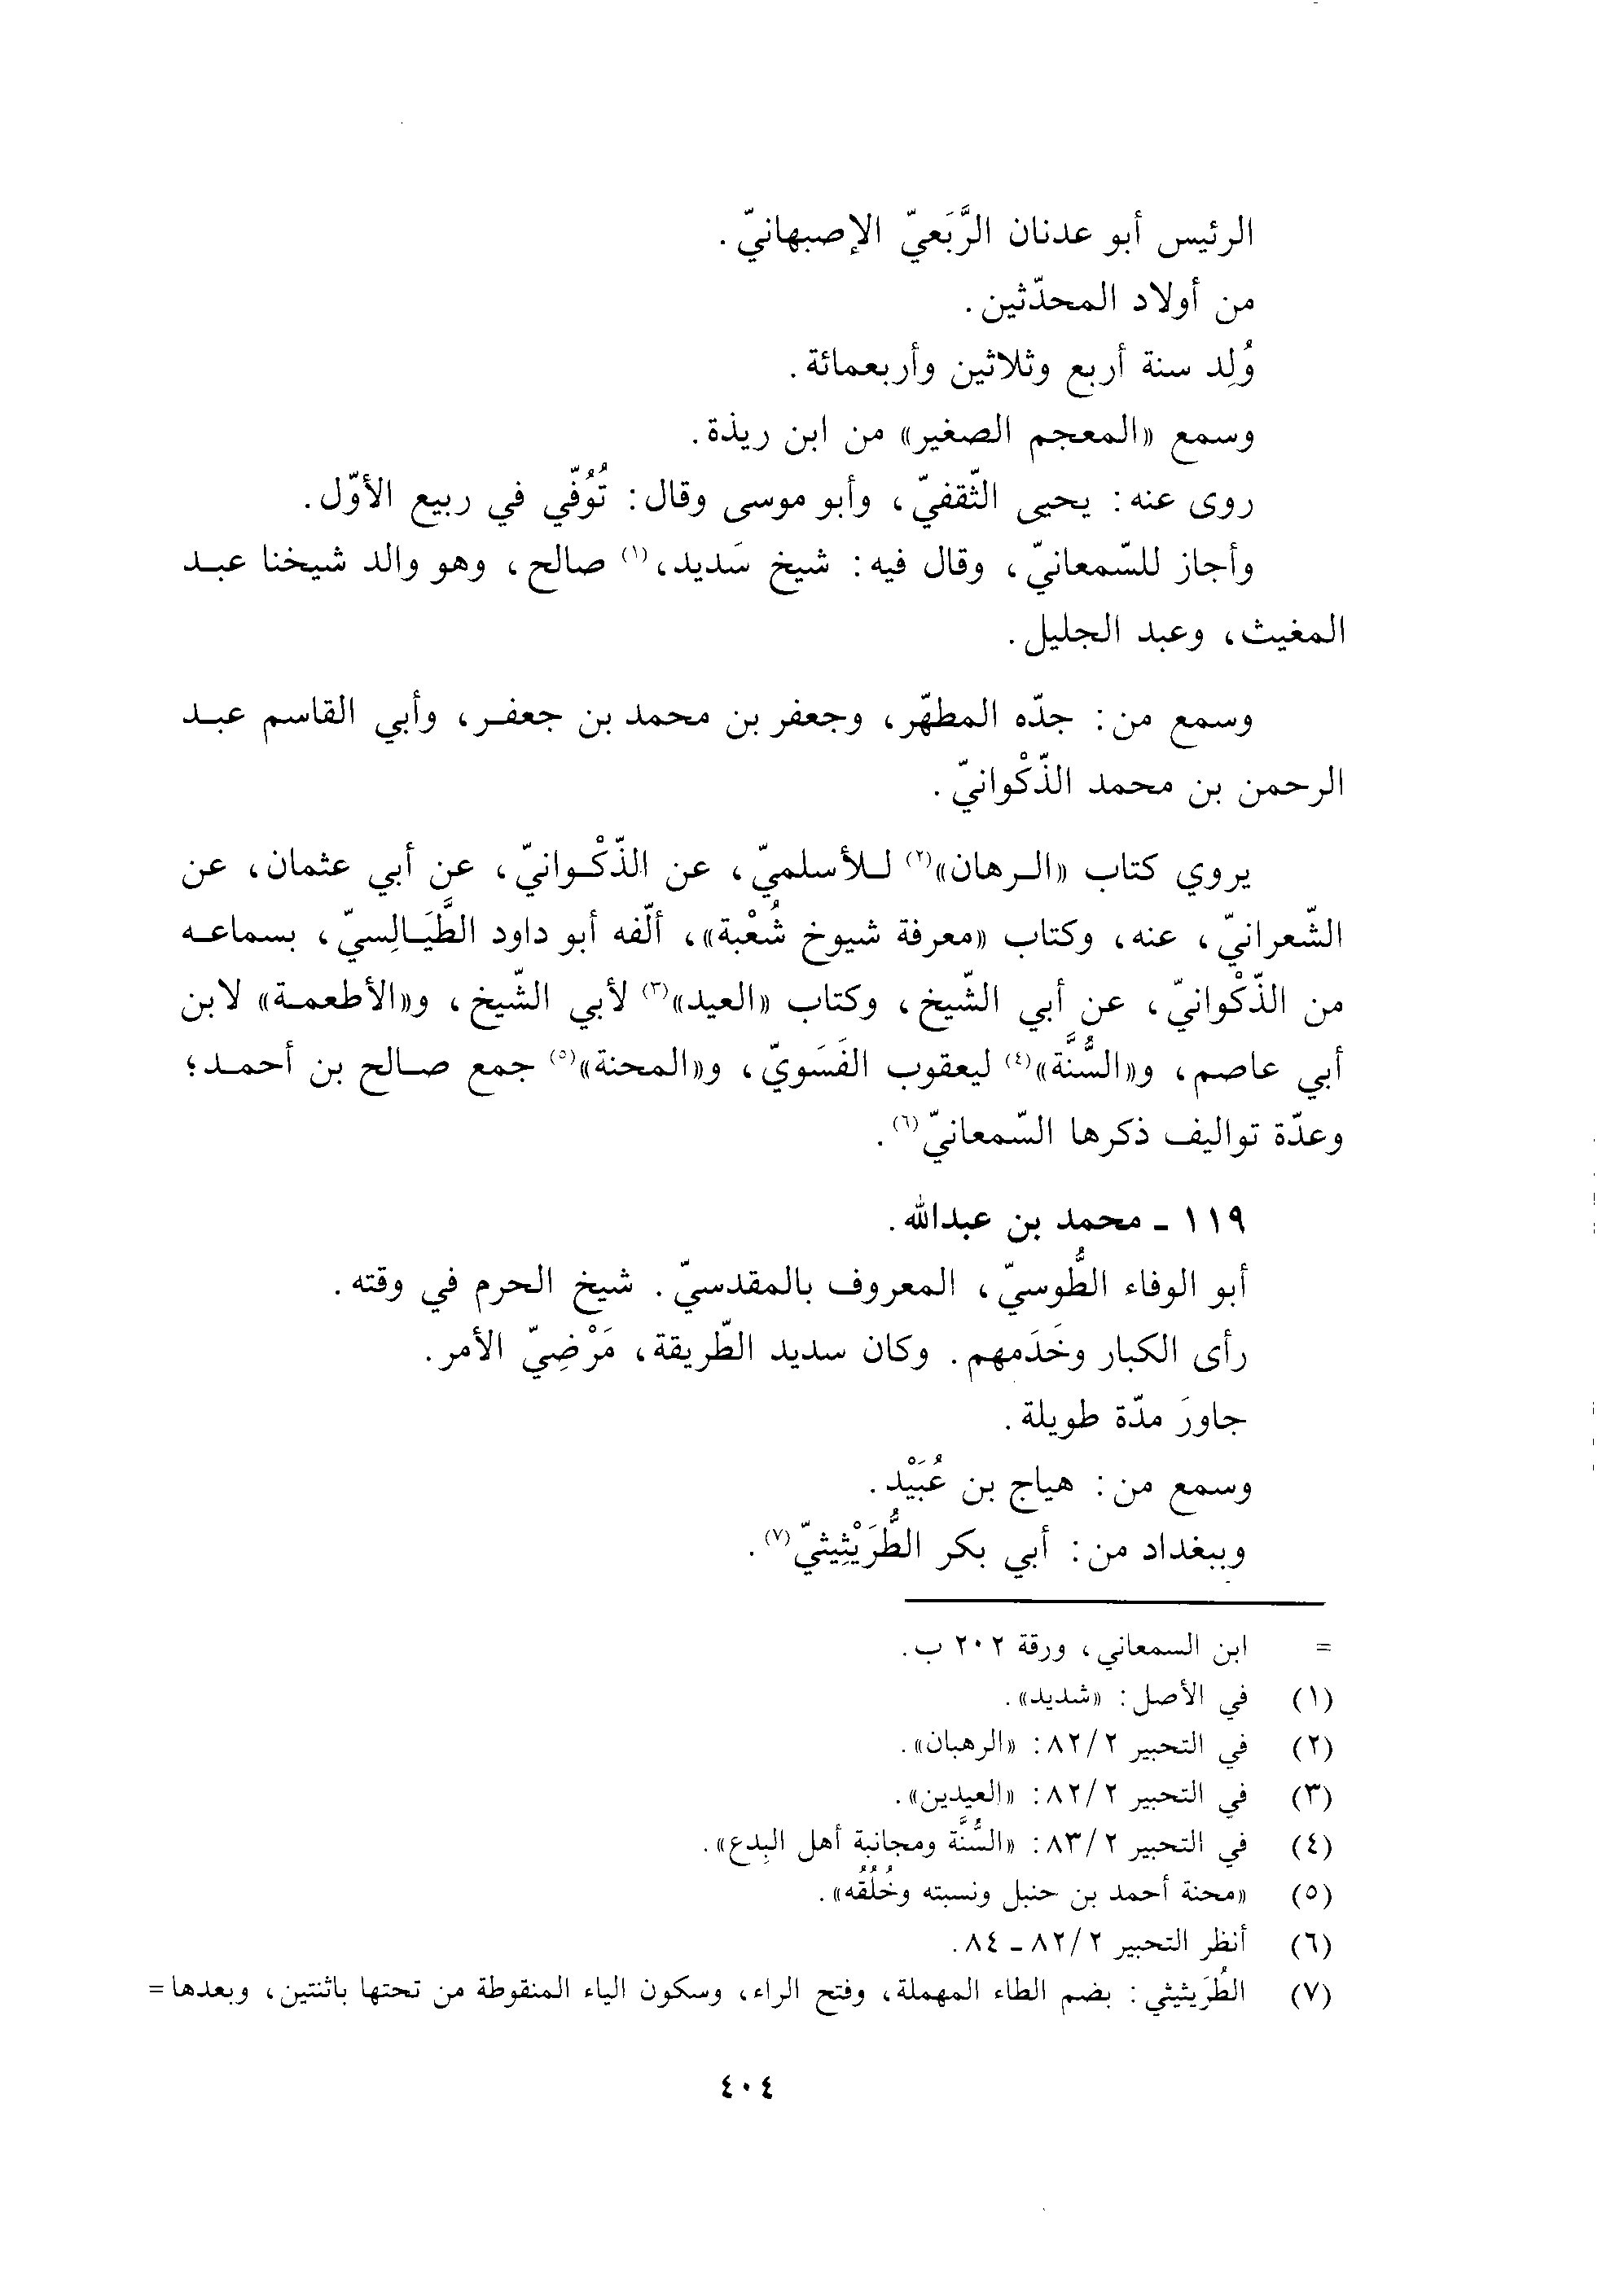 الرئيس أبو عدنان الرَّبَعيّ الإصبهانيّ.
من أولاد المحدّثين.
وُلِد سنة أربع وثلاثين وأربعمائة.
وسمع «المعجم الصغير» من ابن ريذة.
روى عنه: يحيى الثّقفيّ، وأبو موسى وقال: تُوُفّي في ربيع الأوّل.
وأجاز للسّمعانيّ، وقال فيه: شيخ سَديد،(١) صالح، وهو والد شيخنا عبد
المغيث، وعبد الجليل.
وسمع من: جدّه المطهّر، وجعفر بن محمد بن جعفر، وأبي القاسم عبد
الرحمن بن محمد الذّكْوانيّ.
يروي كتاب «الرهان»(٢) للأسلميّ، عن الذّكْوانيّ، عن أبي عثمان، عن
الشّعرانيّ، عنه، وكتاب «معرفة شيوخ شُعْبة»، ألّفه أبو داود الطَّيَالِسيّ، بسماعه
من الذّكْوانيّ، عن أبي الشّيخ، وكتاب «العيد»(٣) لأبي الشّيخ، و«الأطعمة» لابن
أبي عاصم، و«السُّنَّة»(٤) ليعقوب الفَسَويّ، و«المحنة»(٥) جمع صالح بن أحمد؛
وعدّة تواليف ذكرها السّمعانيّ(٦).
١١٩ - محمد بن عبدالله.
أبو الوفاء الطُّوسيّ، المعروف بالمقدسيّ. شيخ الحرم في وقته.
رأى الكبار وخَدَمهم. وكان سديد الطّريقة، مَرْضِيّ الأمر.
جاورَ مدّة طويلة.
وسمع من: هياج بن عُبَيْد.
وببغداد من: أبي بكر الطُّرَيْثِيثيّ(٧).
= ابن السمعاني، ورقة ٢٠٢ ب.
(١) في الأصل: «شديد».
(٢) في التحبير ٨٢/٢: «الرهبان».
(٣) في التحبير ٨٢/٢: «العيدين».
(٤) في التحبير ٨٣/٢: «السُّنَّة ومجانبة أهل البِدع».
(٥) «محنة أحمد بن حنبل ونسبته وخُلُقُه».
(٦) أنظر التحبير ٨٢/٢ - ٨٤.
(٧) الطُرَيثيثي: بضم الطاء المهملة، وفتح الراء، وسكون الياء المنقوطة من تحتها باثنتين، وبعدها =
٤٠٤